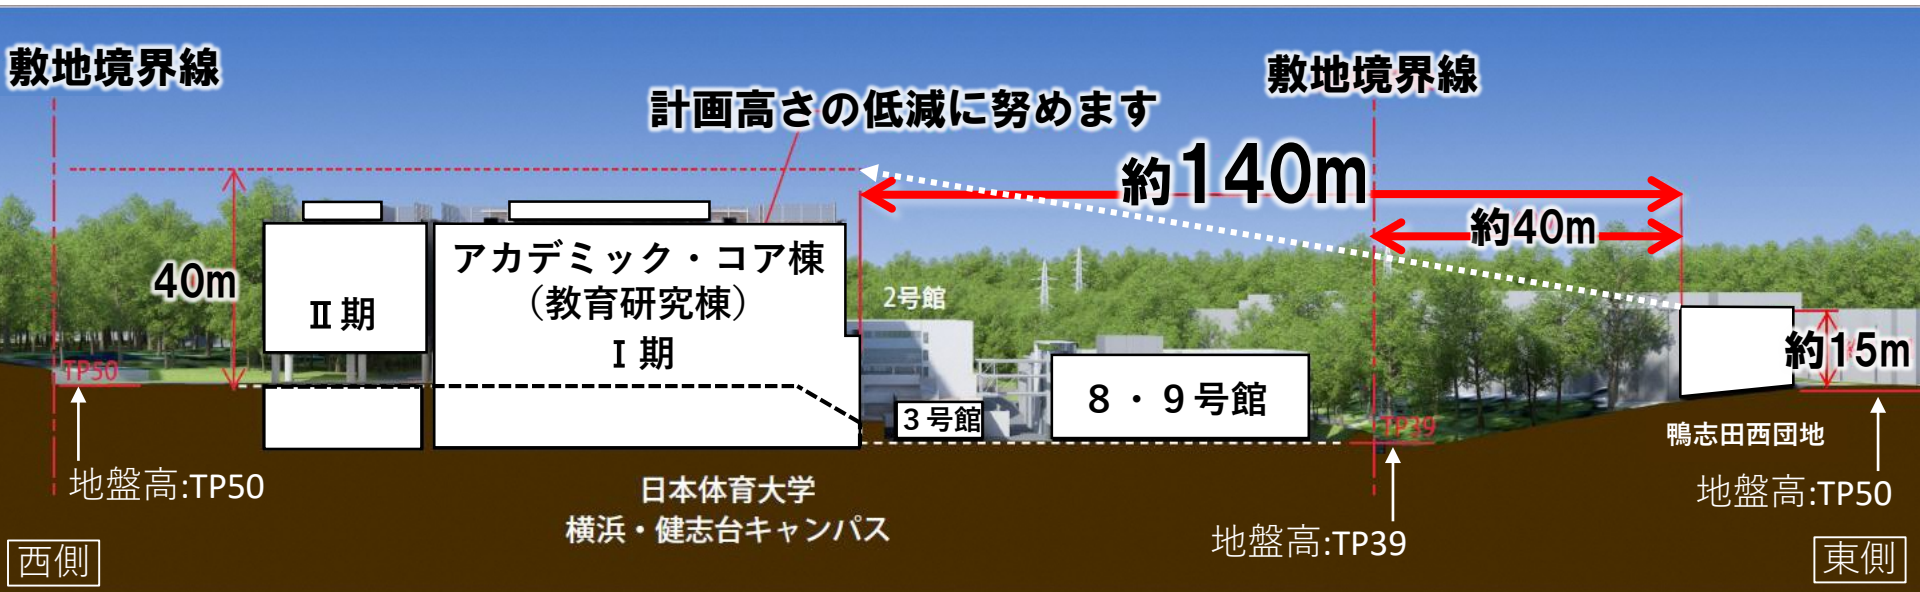 敷地境界線
敷地境界線
計画高さの低減に努めます
約140m
約40m
40m
アカデミック・コア棟
（教育研究棟）
Ⅰ期
Ⅱ期
2号館
３号館
８・９号館
約15m
TP50
TP39
鴨志田西団地
地盤高:TP50
地盤高:TP39
地盤高:TP50
日本体育大学
横浜・健志台キャンパス
西側
東側